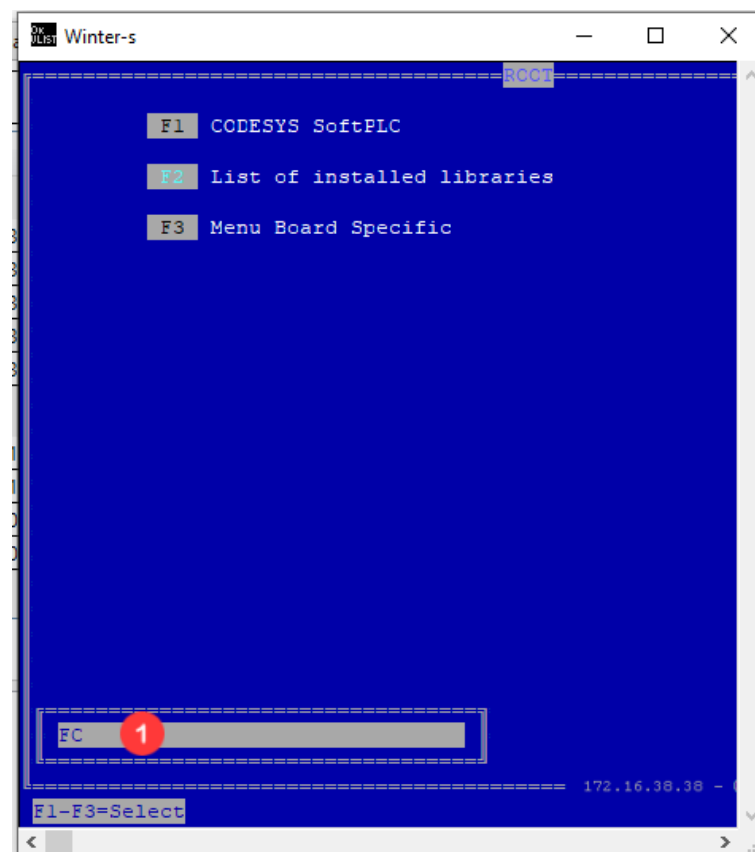 Winter-s
ROOT
F1 CODESYS SoftPLC
F2 List of installed libraries
F3 Menu Board Specific
FC 1
172.16.38.38 -
F1-F3=Select